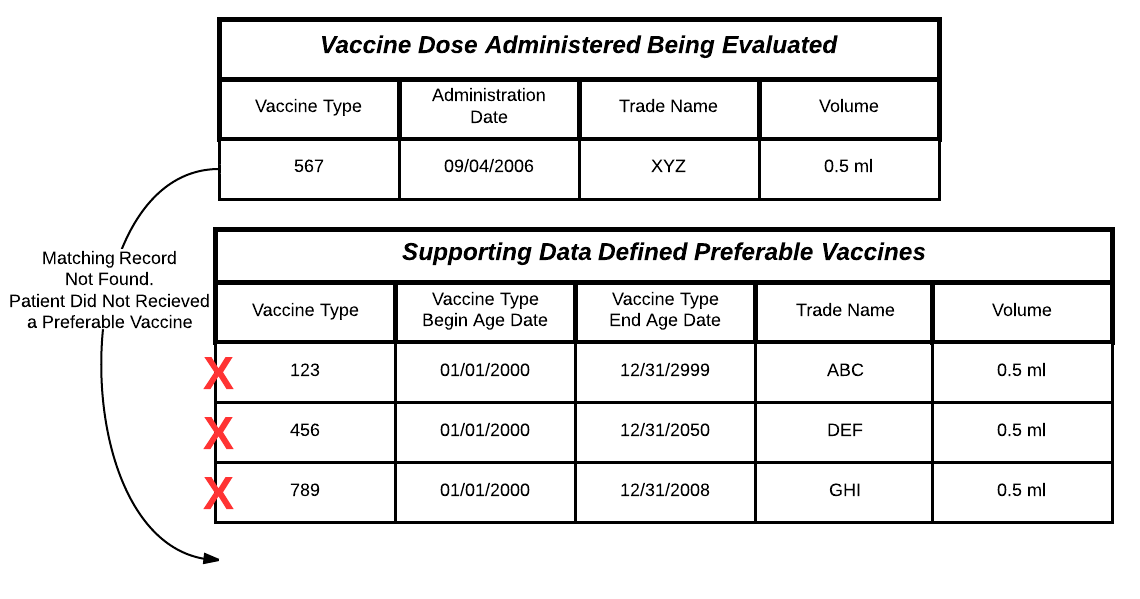 Vaccine Dose Administered Being Evaluated
Vaccine Type
Administration
Date
Trade Name
Volume
567
09/04/2006
XYZ
0.5 ml
Matching Record
Not Found.
Patient Did Not Recieved
a Preferable Vaccine
Supporting Data Defined Preferable Vaccines
Vaccine Type
Vaccine Type
Begin Age Date
Vaccine Type
End Age Date
Trade Name
Volume
X
123
01/01/2000
12/31/2999
ABC
0.5 ml
X
456
01/01/2000
12/31/2050
DEF
0.5 ml
X
789
01/01/2000
12/31/2008
GHI
0.5 ml